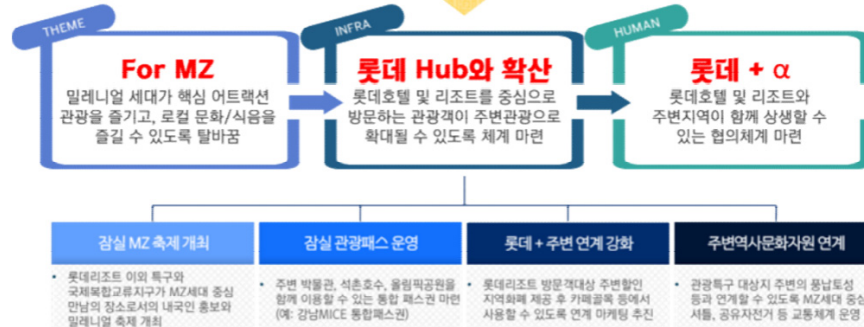 THEME
For MZ
밀레니얼 세대가 핵심 어트랙션
관광을 즐기고, 로컬 문화/식음을
즐길 수 있도록 탈바꿈
INFRA
롯데 Hub와 확산
롯데호텔 및 리조트를 중심으로
방문하는 관광객이 주변관광으로
확대될 수 있도록 체계 마련
HUMAN
롯데 + α
롯데호텔 및 리조트와
주변지역이 함께 상생할 수
있는 협의체계 마련
잠실 MZ 축제 개최
• 롯데리조트 이외 특구와
국제복합교류지구가 MZ세대 중심
만남의 장소로서의 내국인 홍보와
밀레니얼 축제 개최
잠실 관광패스 운영
• 주변 박물관, 석촌호수, 올림픽공원을
함께 이용할 수 있는 통합 패스권 마련
(예: 강남MICE 통합패스권)
롯데 + 주변 연계 강화
• 롯데리조트 방문객대상 주변할인
지역화폐 제공 후 카페골목 등에서
사용할 수 있도록 연계 마케팅 추진
주변역사문화자원 연계
• 관광특구 대상지 주변의 풍납토성
등과 연계할 수 있도록 MZ세대 중심
셔틀, 공유자전거 등 교통체계 운영